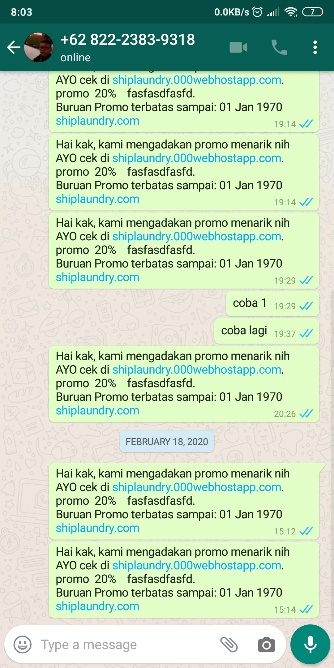 8:03
0.0KB/s
7
+62 822-2383-9318
online
Hai kak, kami mengadakan promo menarik nih
AYO cek di shiplaundry.000webhostapp.com.
promo 20% fasfasdfasfd.
Buruan Promo terbatas sampai: 01 Jan 1970
shiplaundry.com
19:14
Hai kak, kami mengadakan promo menarik nih
AYO cek di shiplaundry.000webhostapp.com.
promo 20% fasfasdfasfd.
Buruan Promo terbatas sampai: 01 Jan 1970
shiplaundry.com
19:14
Hai kak, kami mengadakan promo menarik nih
AYO cek di shiplaundry.000webhostapp.com.
promo 20% fasfasdfasfd.
Buruan Promo terbatas sampai: 01 Jan 1970
shiplaundry.com
19:29
coba 1 19:29
coba lagi 19:37
Hai kak, kami mengadakan promo menarik nih
AYO cek di shiplaundry.000webhostapp.com.
promo 20% fasfasdfasfd.
Buruan Promo terbatas sampai: 01 Jan 1970
shiplaundry.com
20:26
FEBRUARY 18, 2020
Hai kak, kami mengadakan promo menarik nih
AYO cek di shiplaundry.000webhostapp.com.
promo 20% fasfasdfasfd.
Buruan Promo terbatas sampai: 01 Jan 1970
shiplaundry.com
15:12
Hai kak, kami mengadakan promo menarik nih
AYO cek di shiplaundry.000webhostapp.com.
promo 20% fasfasdfasfd.
Buruan Promo terbatas sampai: 01 Jan 1970
shiplaundry.com
15:14
Type a message